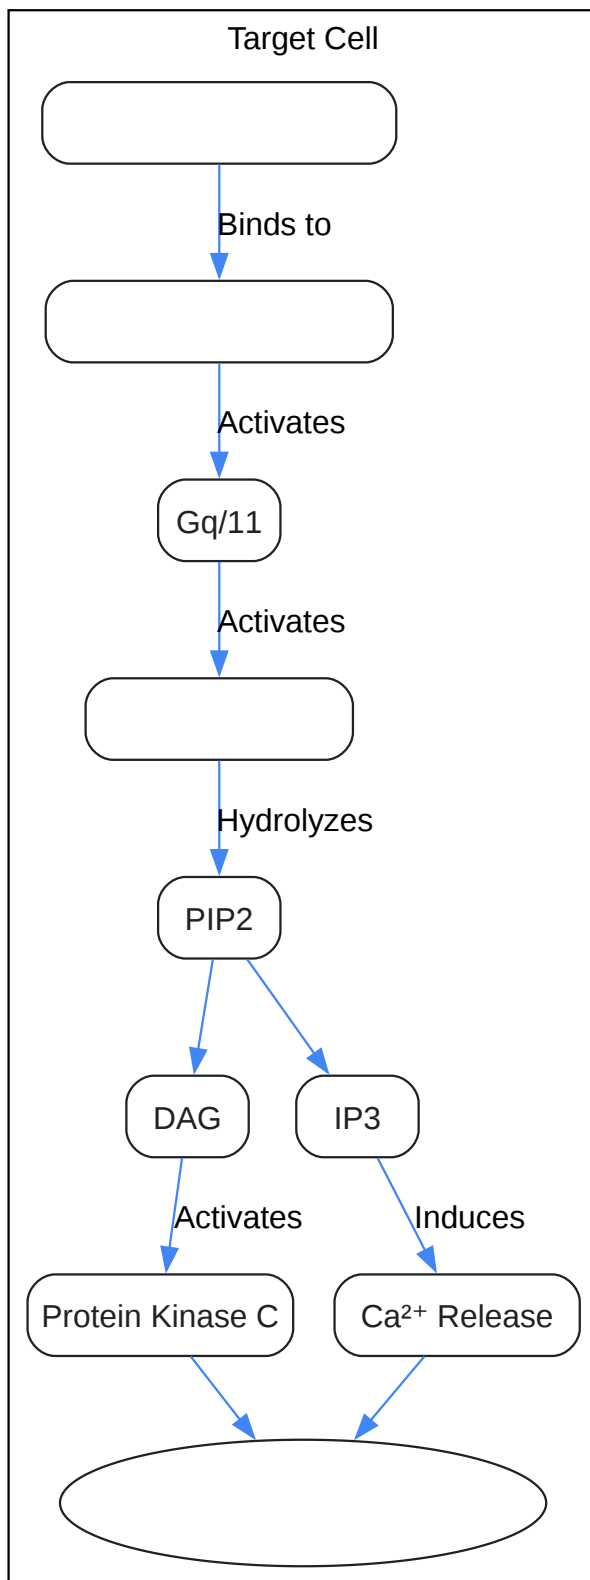 Target Cell
Binds to
Activates
Gq/11
Activates
Hydrolyzes
PIP2
DAG
IP3
Activates
Induces
Protein Kinase C
Ca²⁺ Release